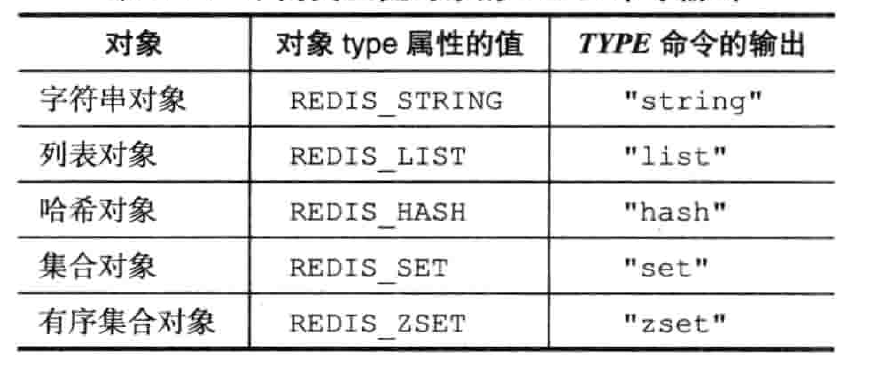 对象 对象 type 属性的值 TYPE 命令的输出
字符串对象 REDIS_STRING "string"
列表对象 REDIS_LIST "list"
哈希对象 REDIS_HASH "hash"
集合对象 REDIS_SET "set"
有序集合对象 REDIS_ZSET "zset"